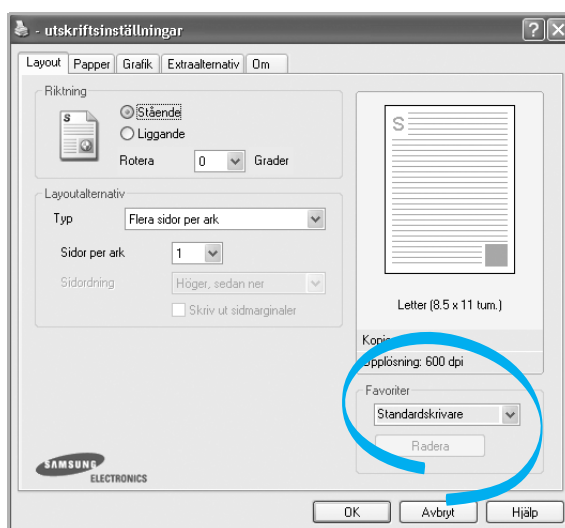 - utskriftsinställningar
Layout Papper Grafik Extraalternativ Om
Riktning
S
Stående
Liggande
Rotera 0 Grader
Layoutalternativ
Typ Flera sidor per ark
Sidor per ark 1
Sidordning Höger, sedan ner
Skriv ut sidmarginaler
S
Letter (8.5 x 11 tum.)
Upplösning: 600 dpi
Favoriter
Standardskrivare
Radera
SAMSUNG
ELECTRONICS
OK Avbryt Hjälp